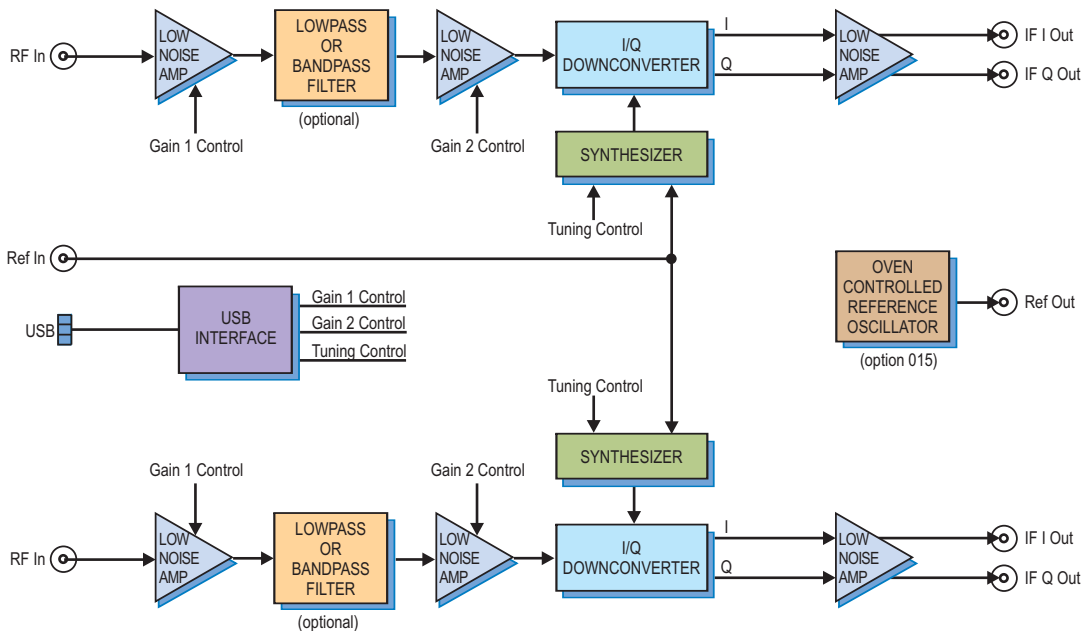 RF In
LOW
NOISE
AMP
Gain 1 Control
LOWPASS
OR
BANDPASS
FILTER
(optional)
LOW
NOISE
AMP
Gain 2 Control
I/Q
DOWNCONVERTER
I
Q
LOW
NOISE
AMP
IF I Out
IF Q Out
SYNTHESIZER
Tuning Control
Ref In
USB
USB
INTERFACE
Gain 1 Control
Gain 2 Control
Tuning Control
OVEN
CONTROLLED
REFERENCE
OSCILLATOR
(option 015)
Ref Out
Tuning Control
SYNTHESIZER
RF In
Gain 1 Control
LOW
NOISE
AMP
LOWPASS
OR
BANDPASS
FILTER
(optional)
Gain 2 Control
LOW
NOISE
AMP
I/Q
DOWNCONVERTER
I
Q
LOW
NOISE
AMP
IF I Out
IF Q Out